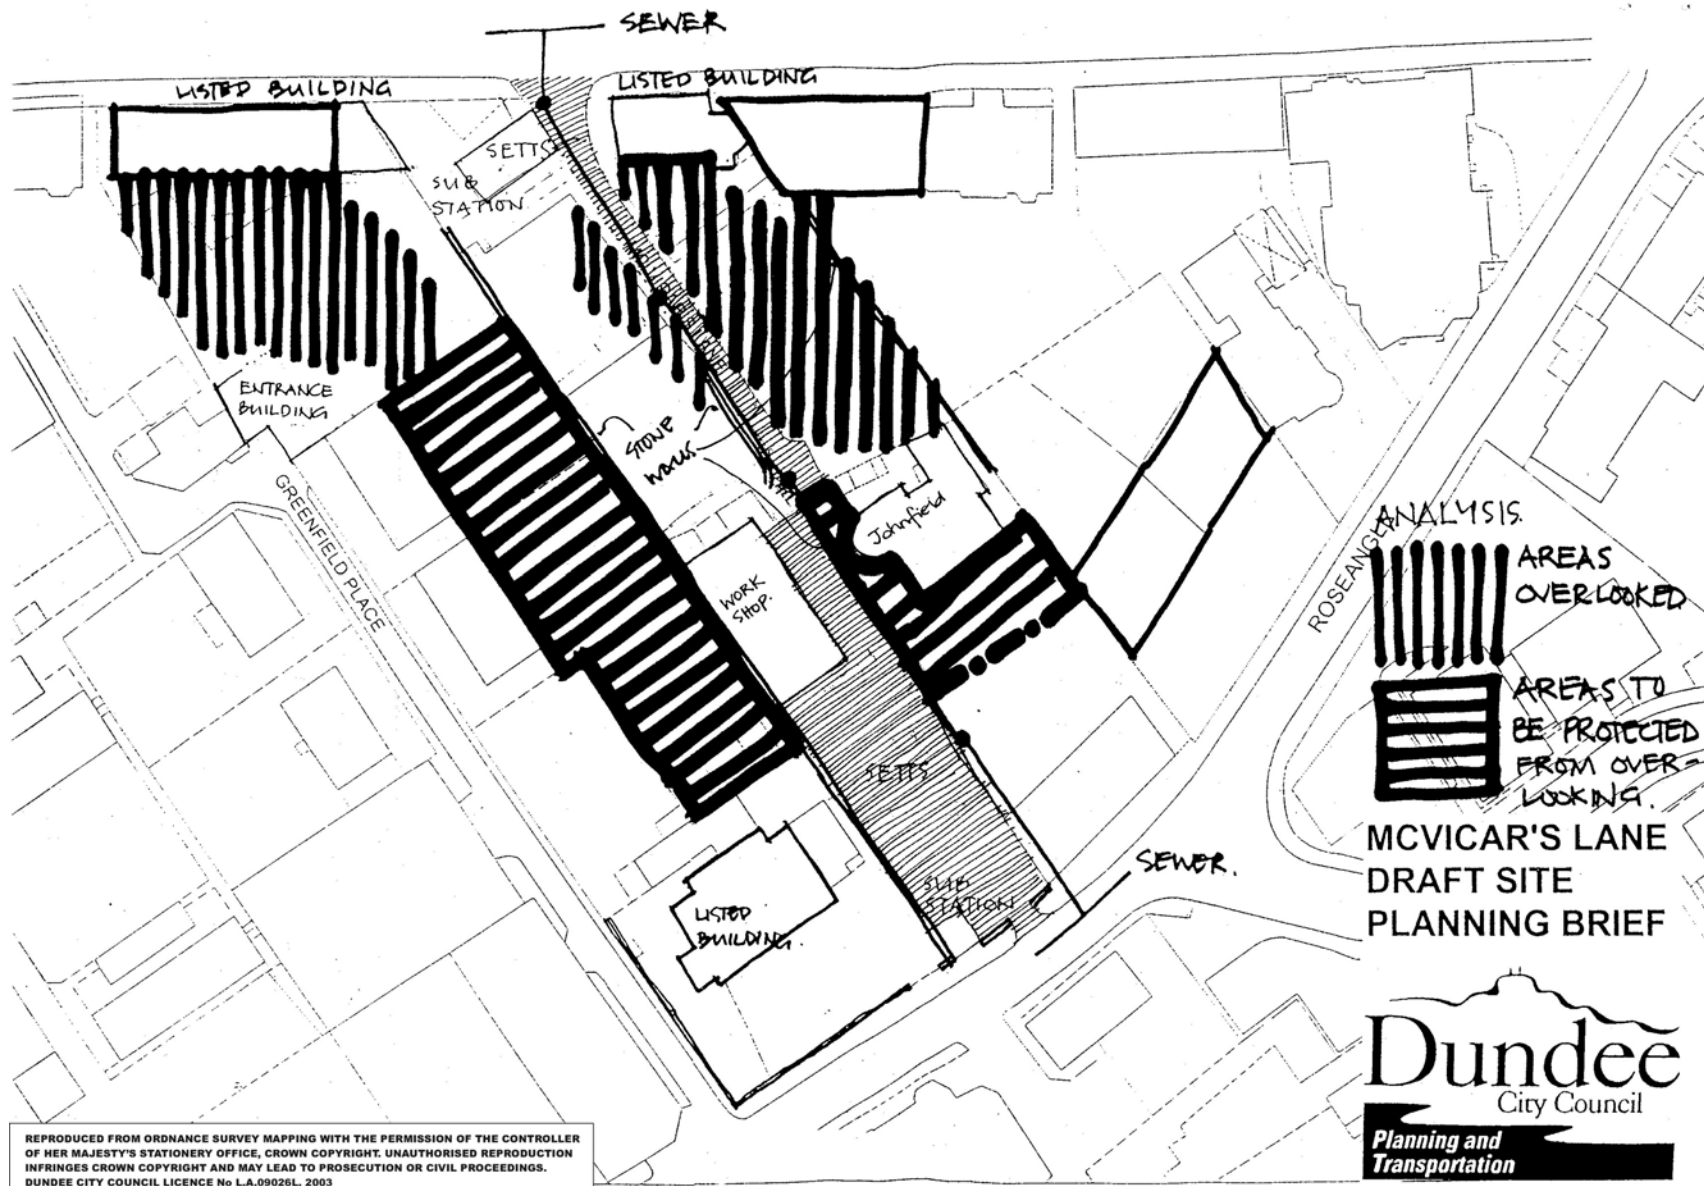 SEWER
LISTED BUILDING
LISTED BUILDING
SETTS
SUB
STATION
ENTRANCE
BUILDING
STONE
WALLS
GREENFIELD PLACE
Johnfield
WORK
SHOP.
ROSEANGLE
ANALYSIS.
AREAS
OVERLOOKED
AREAS TO
BE PROTECTED
FROM OVER-
LOOKING.
SETTS
SUB
STATION
SEWER.
LISTED
BUILDING.
MCVICAR'S LANE
DRAFT SITE
PLANNING BRIEF
Dundee
City Council
Planning and
Transportation
REPRODUCED FROM ORDNANCE SURVEY MAPPING WITH THE PERMISSION OF THE CONTROLLER
OF HER MAJESTY'S STATIONERY OFFICE, CROWN COPYRIGHT. UNAUTHORISED REPRODUCTION
INFRINGES CROWN COPYRIGHT AND MAY LEAD TO PROSECUTION OR CIVIL PROCEEDINGS.
DUNDEE CITY COUNCIL LICENCE No L.A.09026L. 2003